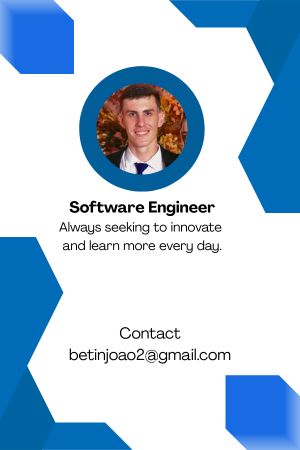 Software Engineer
Always seeking to innovate
and learn more every day.
Contact
betinjoao2@gmail.com